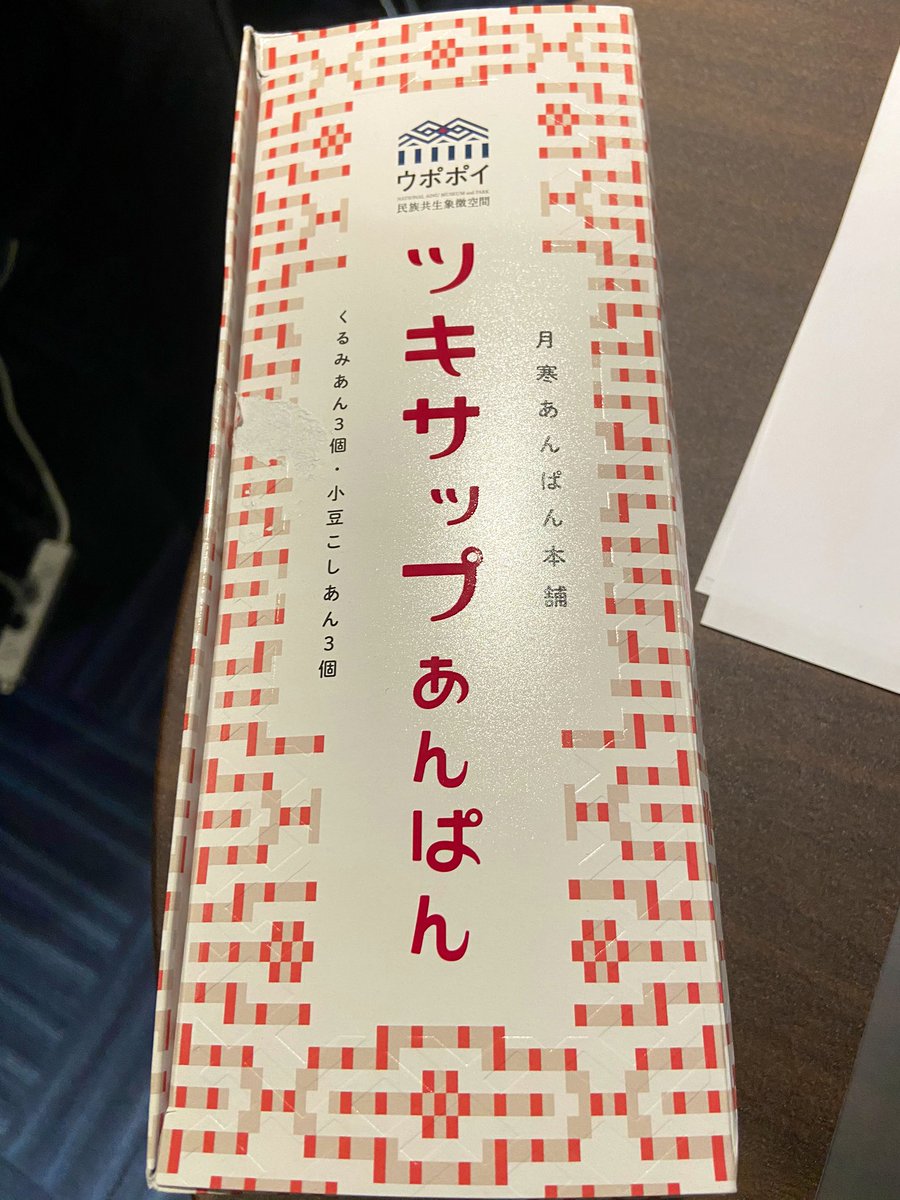 ウポポイ
NATIONAL AINU MUSEUM and PARK
民族共生象徴空間
月寒あんぱん本舗
ツキサップあんぱん
くるみあん3個・小豆こしあん3個